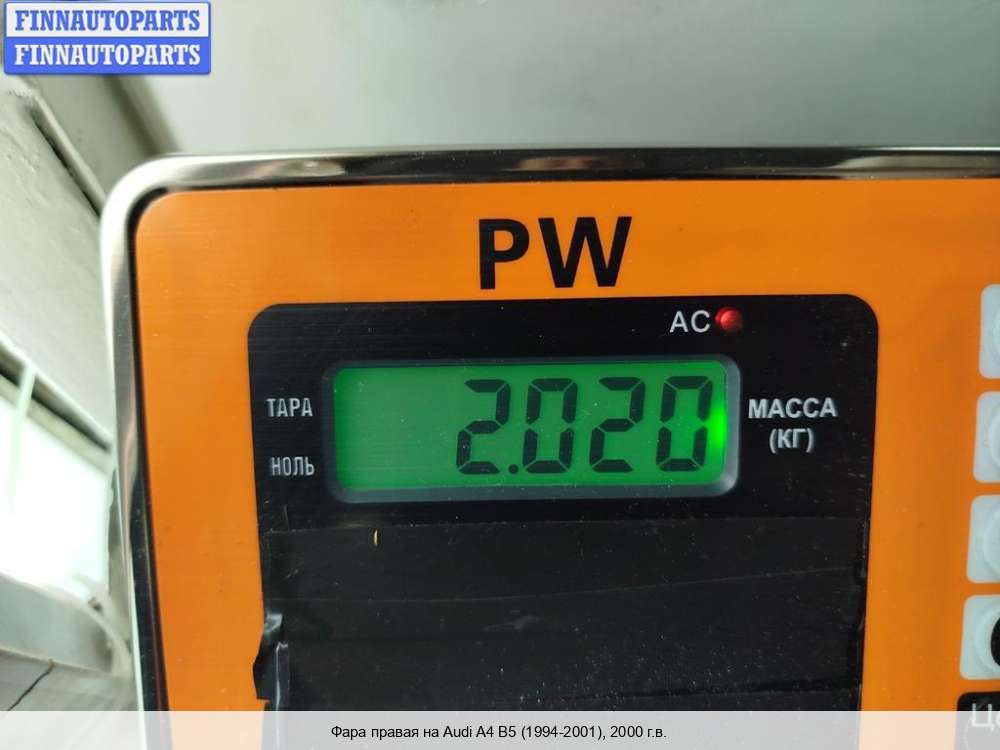 FINNAUTOPARTS
FINNAUTOPARTS
PW
AC
2.020
ТАРА
МАССА
(КГ)
НОЛЬ
Фара правая на Audi A4 B5 (1994-2001), 2000 г.в.